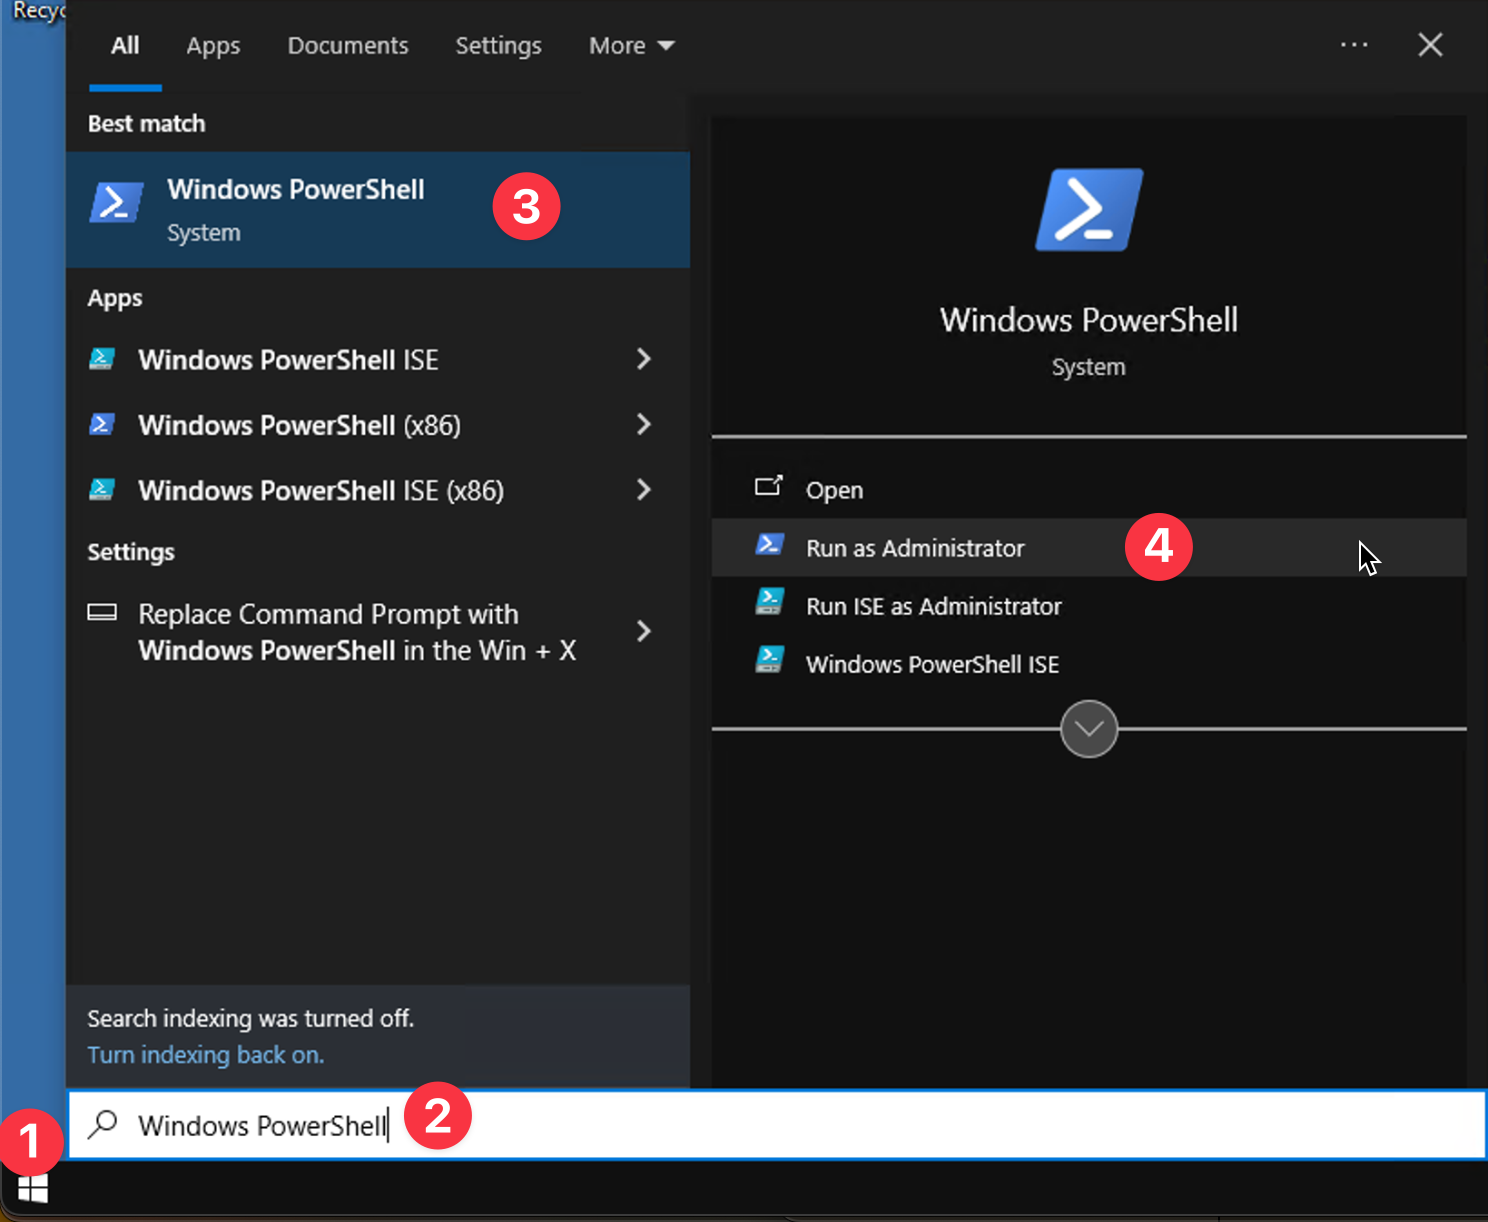 Recyc
All Apps Documents Settings More ... 
Best match
Windows PowerShell
System
3
Apps
Windows PowerShell ISE
Windows PowerShell (x86)
Windows PowerShell ISE (x86)
Settings
Replace Command Prompt with
Windows PowerShell in the Win + X
Search indexing was turned off.
Turn indexing back on.
Windows PowerShell
System
Open
Run as Administrator
4
Run ISE as Administrator
Windows PowerShell ISE
Windows PowerShell
2
1